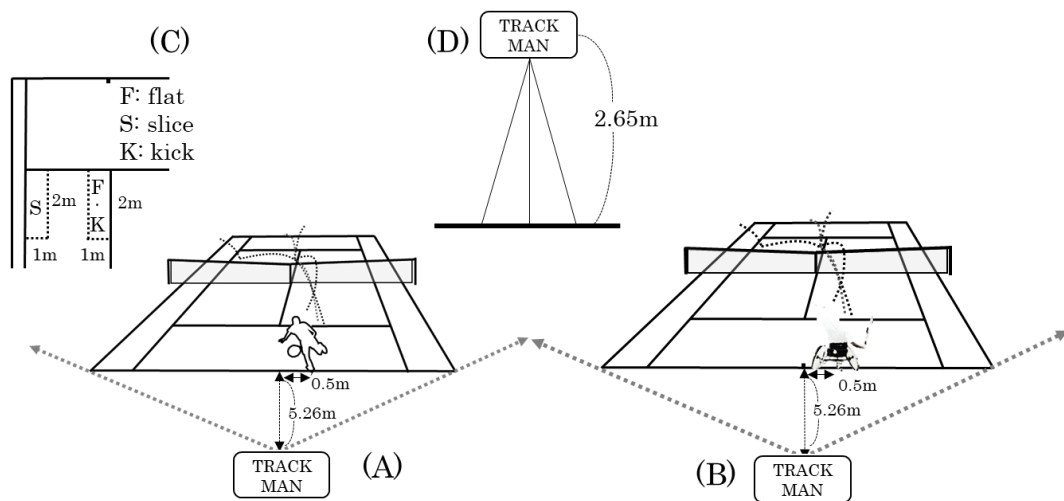 (C)
F: flat
S: slice
K: kick
S
2m
F
·
K
2m
1m
1m
(D)
TRACK
MAN
2.65m
0.5m
5.26m
TRACK
MAN
(A)
0.5m
5.26m
TRACK
MAN
(B)